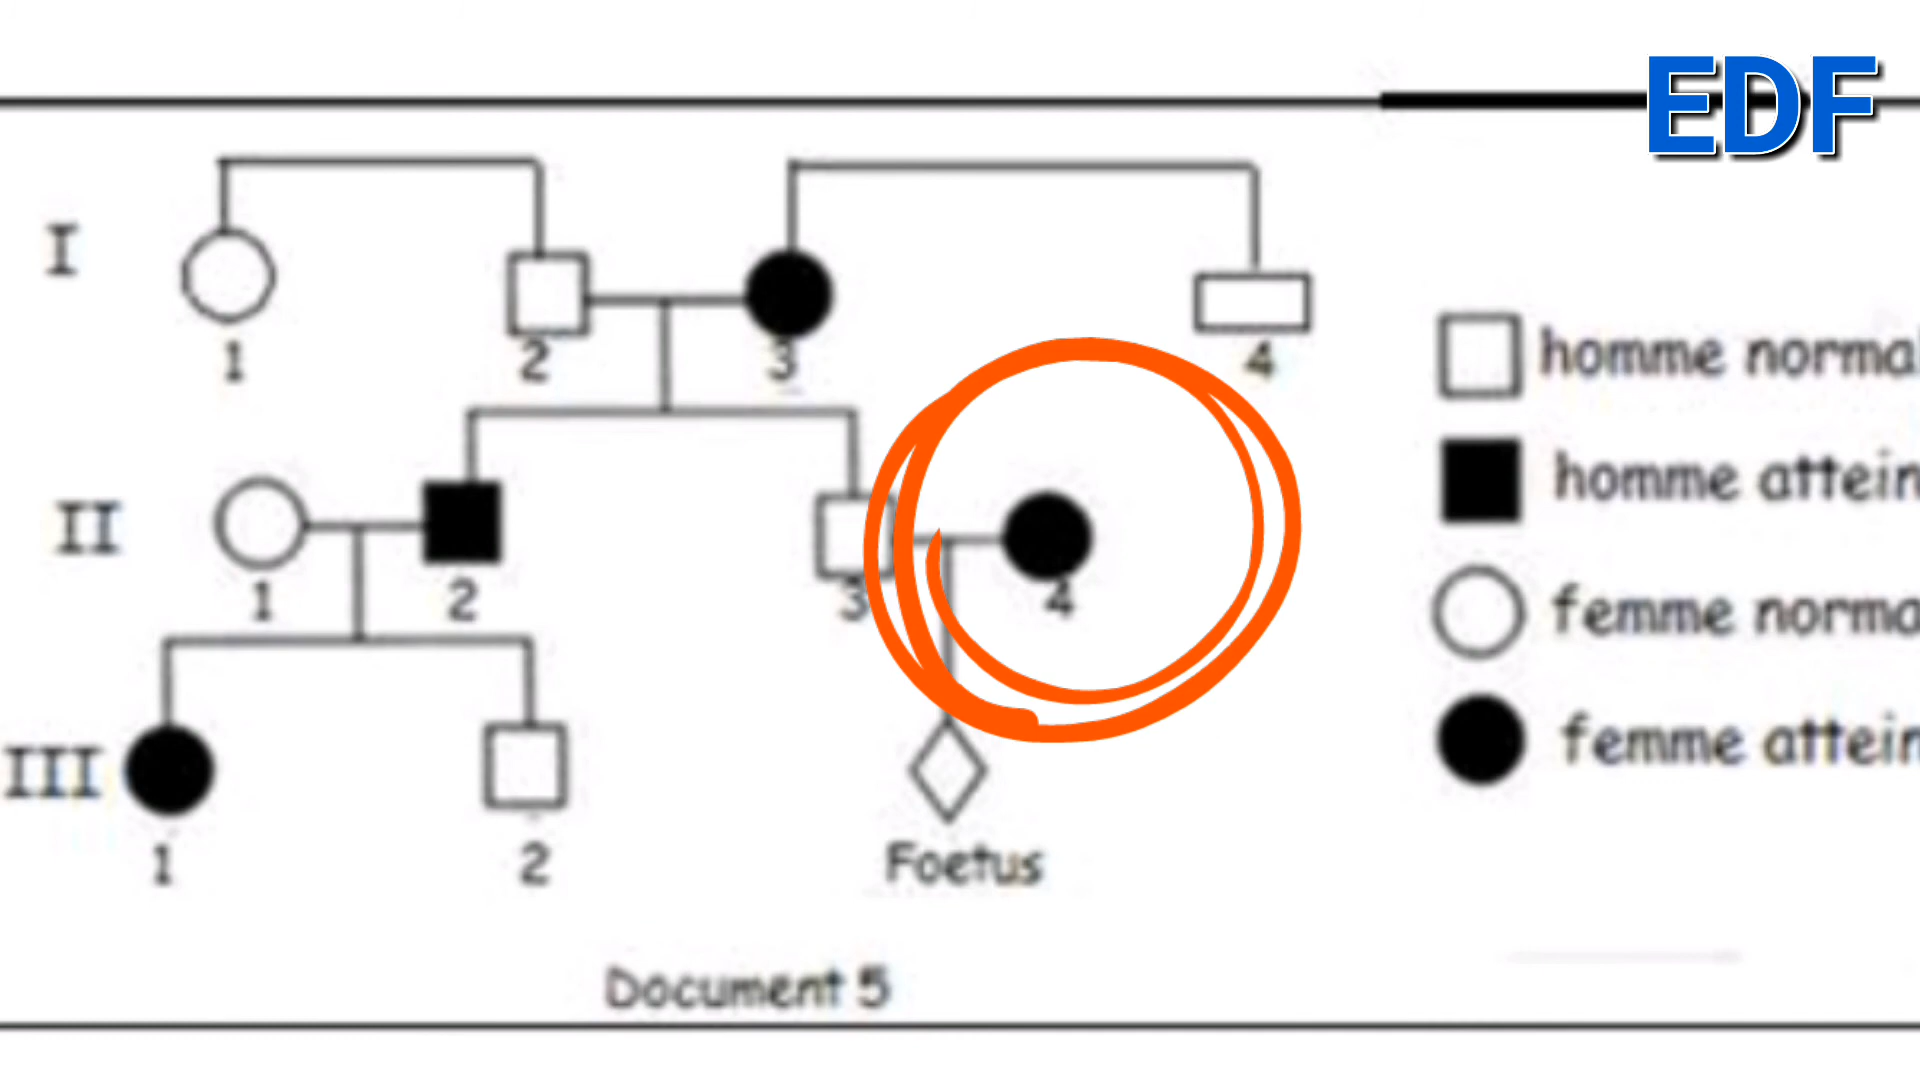 EDF
I
1
2
3
4
homme norma
II
1
2
3
4
homme attein
femme norma
femme attein
III
1
2
Foetus
Document 5